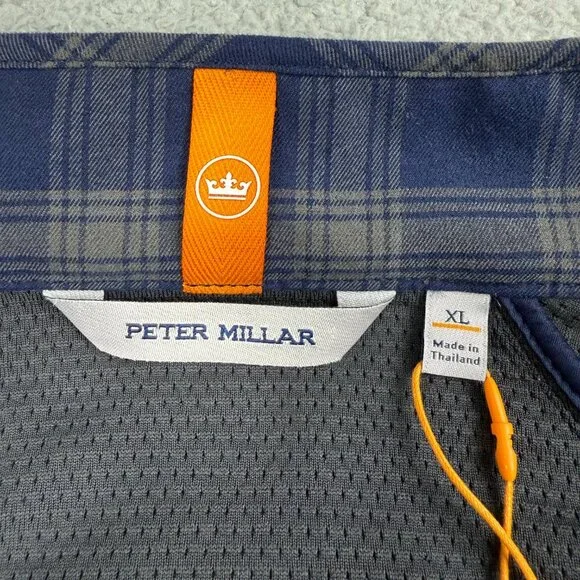 PETER MILLAR
XL
Made in
Thailand